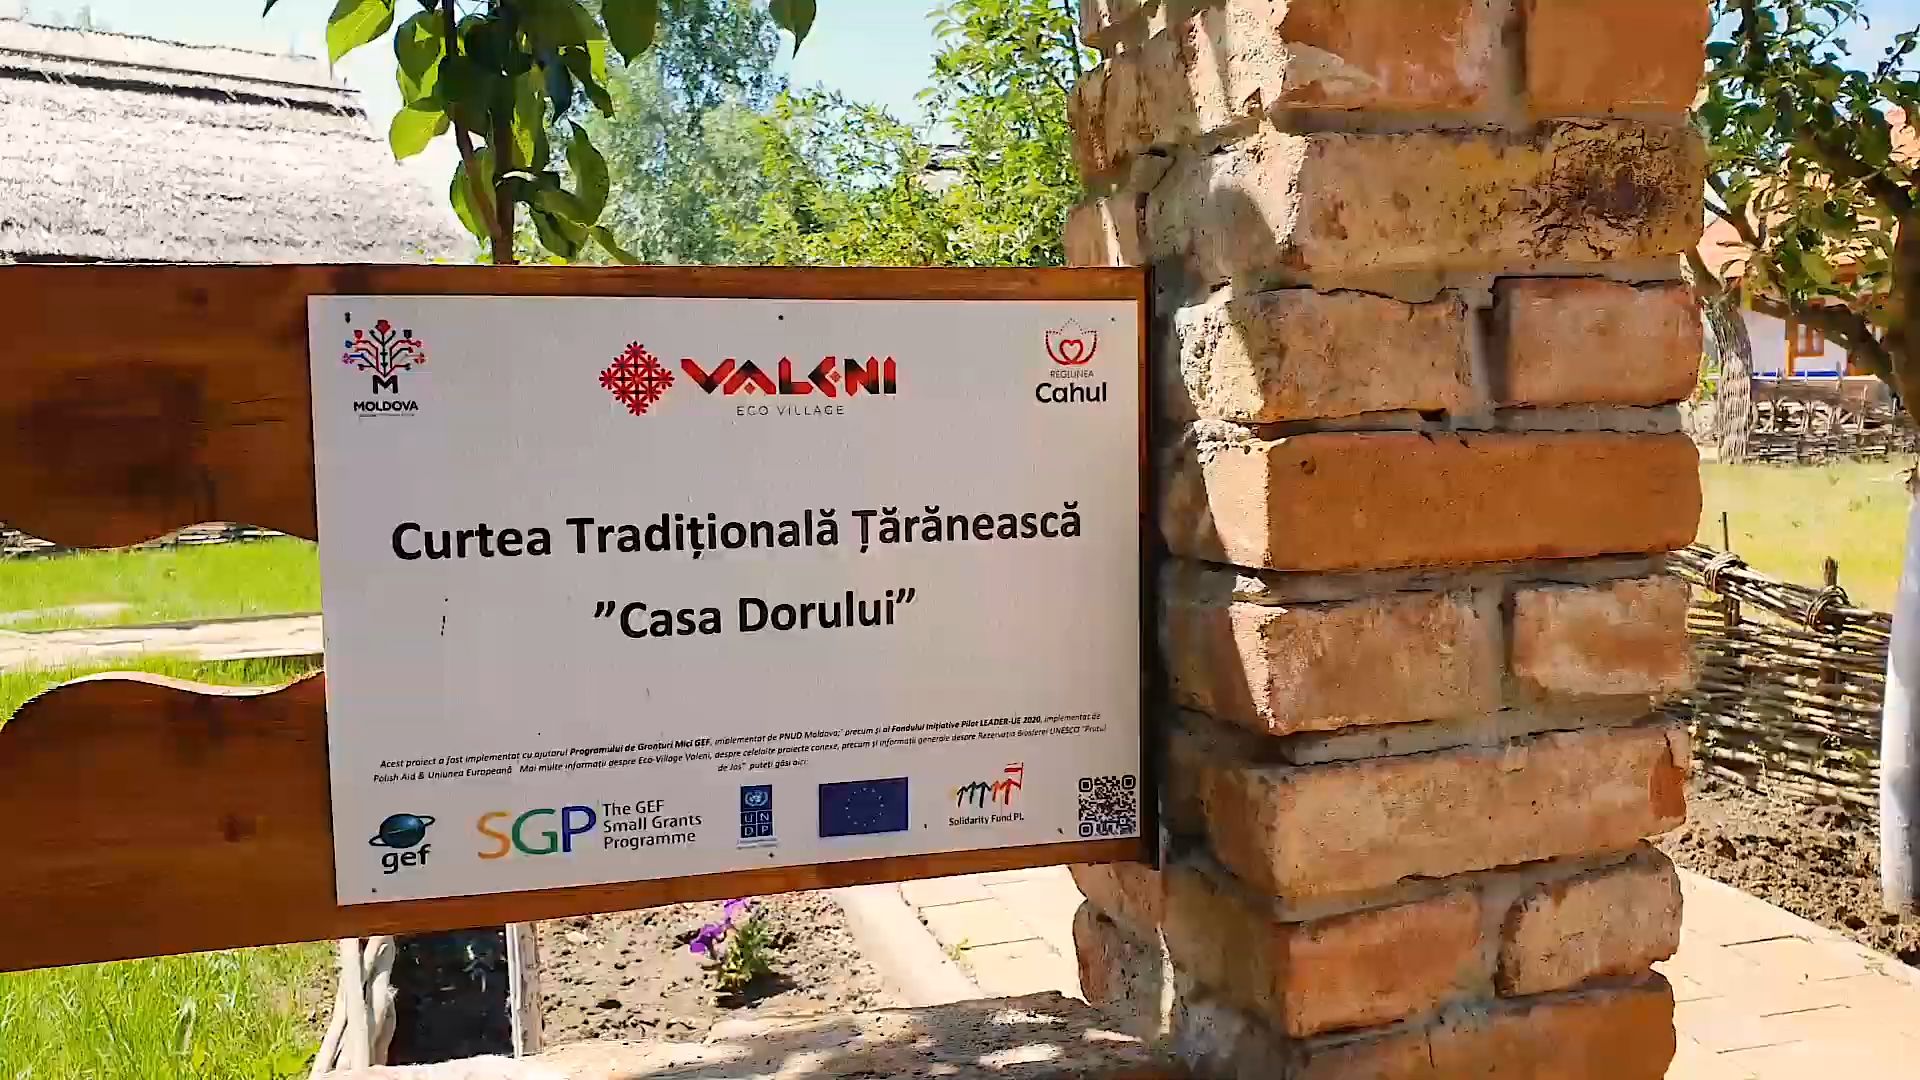 M
MOLDOVA
VALENI
ECO VILLAGE
REGIUNEA
Cahul
Curtea Tradițională Țărănească
”Casa Dorului”
Acest proiect a fost implementat cu ajutorul Programului de Granturi Mici GEF, implementat de PNUD Moldova; precum și al Fondului Inițiative Pilot LEADER-UE 2020, implementat de
Polish Aid & Uniunea Europeană Mai multe informații despre Eco-Village Valeni, despre celelalte proiecte conexe, precum și informații generale despre Rezervația Biosferei UNESCO "Prutul
de Jos" puteți găsi aici:
gef
SGP
The GEF
Small Grants
Programme
UN
DP
Solidarity Fund PL